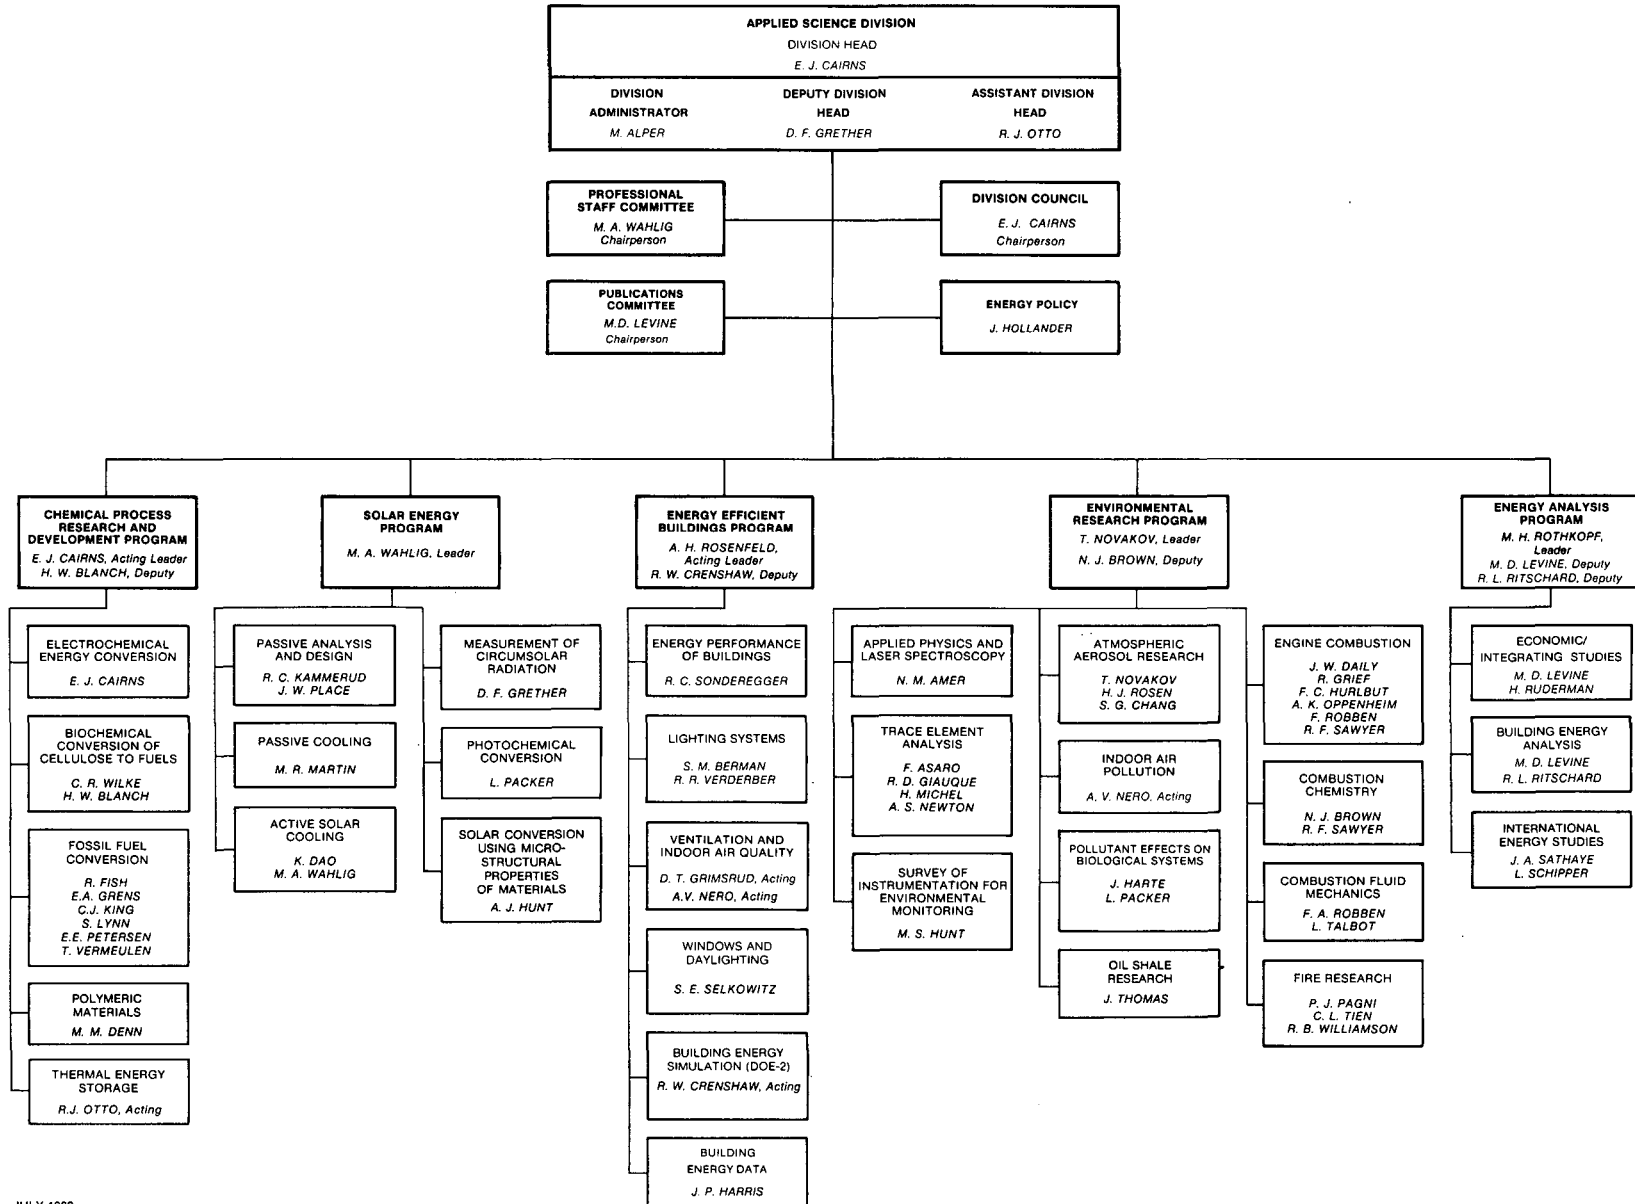 APPLIED SCIENCE DIVISION
DIVISION HEAD
E. J. CAIRNS
DIVISION
ADMINISTRATOR
M. ALPER
DEPUTY DIVISION
HEAD
D. F. GRETHER
ASSISTANT DIVISION
HEAD
R. J. OTTO
PROFESSIONAL
STAFF COMMITTEE
M. A. WAHLIG
Chairperson
DIVISION COUNCIL
E. J. CAIRNS
Chairperson
PUBLICATIONS
COMMITTEE
M.D. LEVINE
Chairperson
ENERGY POLICY
J. HOLLANDER
CHEMICAL PROCESS
RESEARCH AND
DEVELOPMENT PROGRAM
E. J. CAIRNS, Acting Leader
H. W. BLANCH, Deputy
SOLAR ENERGY
PROGRAM
M. A. WAHLIG, Leader
ENERGY EFFICIENT
BUILDINGS PROGRAM
A. H. ROSENFELD,
Acting Leader
R. W. CRENSHAW, Deputy
ENVIRONMENTAL
RESEARCH PROGRAM
T. NOVAKOV, Leader
N. J. BROWN, Deputy
ENERGY ANALYSIS
PROGRAM
M. H. ROTHKOPF,
Leader
M. D. LEVINE, Deputy
R. L. RITSCHARD, Deputy
ELECTROCHEMICAL
ENERGY CONVERSION
E. J. CAIRNS
BIOCHEMICAL
CONVERSION OF
CELLULOSE TO FUELS
C. R. WILKE
H. W. BLANCH
FOSSIL FUEL
CONVERSION
R. FISH
E.A. GRENS
C.J. KING
S. LYNN
E.E. PETERSEN
T. VERMEULEN
POLYMERIC
MATERIALS
M. M. DENN
THERMAL ENERGY
STORAGE
R.J. OTTO, Acting
PASSIVE ANALYSIS
AND DESIGN
R. C. KAMMERUD
J. W. PLACE
PASSIVE COOLING
M. R. MARTIN
ACTIVE SOLAR
COOLING
K. DAO
M. A. WAHLIG
MEASUREMENT OF
CIRCUMSOLAR
RADIATION
D. F. GRETHER
PHOTOCHEMICAL
CONVERSION
L. PACKER
SOLAR CONVERSION
USING MICRO-
STRUCTURAL
PROPERTIES
OF MATERIALS
A. J. HUNT
ENERGY PERFORMANCE
OF BUILDINGS
R. C. SONDEREGGER
LIGHTING SYSTEMS
S. M. BERMAN
R. R. VERDERBER
VENTILATION AND
INDOOR AIR QUALITY
D. T. GRIMSRUD, Acting
A.V. NERO, Acting
WINDOWS AND
DAYLIGHTING
S. E. SELKOWITZ
BUILDING ENERGY
SIMULATION (DOE-2)
R. W. CRENSHAW, Acting
BUILDING
ENERGY DATA
J. P. HARRIS
APPLIED PHYSICS AND
LASER SPECTROSCOPY
N. M. AMER
TRACE ELEMENT
ANALYSIS
F. ASARO
R. D. GIAUQUE
H. MICHEL
A. S. NEWTON
SURVEY OF
INSTRUMENTATION FOR
ENVIRONMENTAL
MONITORING
M. S. HUNT
ATMOSPHERIC
AEROSOL RESEARCH
T. NOVAKOV
H. J. ROSEN
S. G. CHANG
INDOOR AIR
POLLUTION
A. V. NERO, Acting
POLLUTANT EFFECTS ON
BIOLOGICAL SYSTEMS
J. HARTE
L. PACKER
OIL SHALE
RESEARCH
J. THOMAS
ENGINE COMBUSTION
J. W. DAILY
R. GRIEF
F. C. HURLBUT
A. K. OPPENHEIM
F. ROBBEN
R. F. SAWYER
COMBUSTION
CHEMISTRY
N. J. BROWN
R. F. SAWYER
COMBUSTION FLUID
MECHANICS
F. A. ROBBEN
L. TALBOT
FIRE RESEARCH
P. J. PAGNI
C. L. TIEN
R. B. WILLIAMSON
ECONOMIC/
INTEGRATING STUDIES
M. D. LEVINE
H. RUDERMAN
BUILDING ENERGY
ANALYSIS
M. D. LEVINE
R. L. RITSCHARD
INTERNATIONAL
ENERGY STUDIES
J. A. SATHAYE
L. SCHIPPER